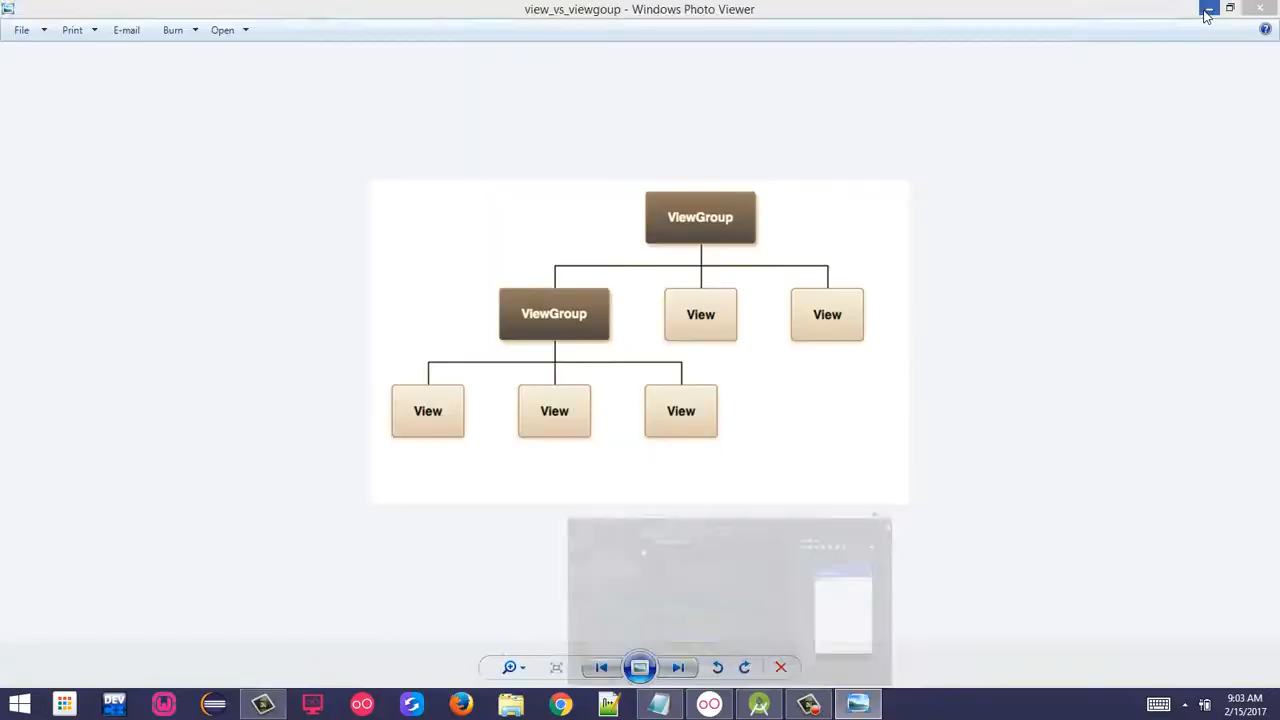 view_vs_viewgoup - Windows Photo Viewer
File Print E-mail Burn Open
ViewGroup
ViewGroup View View
View View View
DEV
9:03 AM
2/15/2017